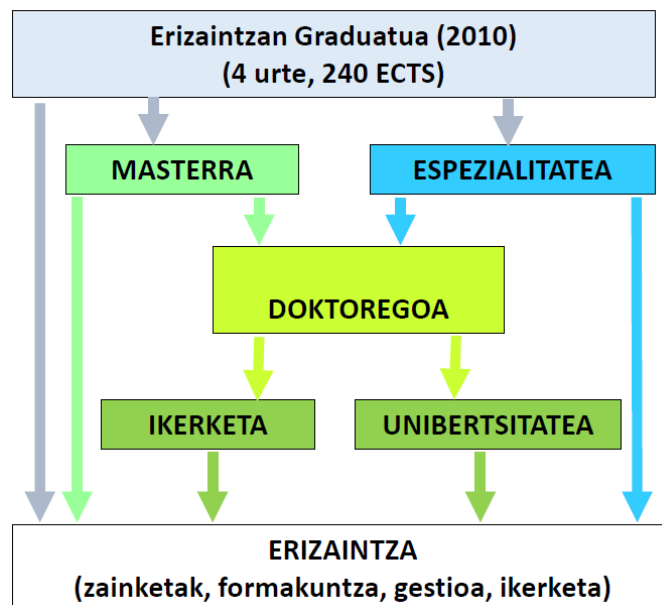 Erizaintzan Graduatua (2010)
(4 urte, 240 ECTS)
MASTERRA
ESPEZIALITATEA
DOKTOREGOA
IKERKETA
UNIBERTSITATEA
ERIZAINTZA
(zainketak, formakuntza, gestioa, ikerketa)